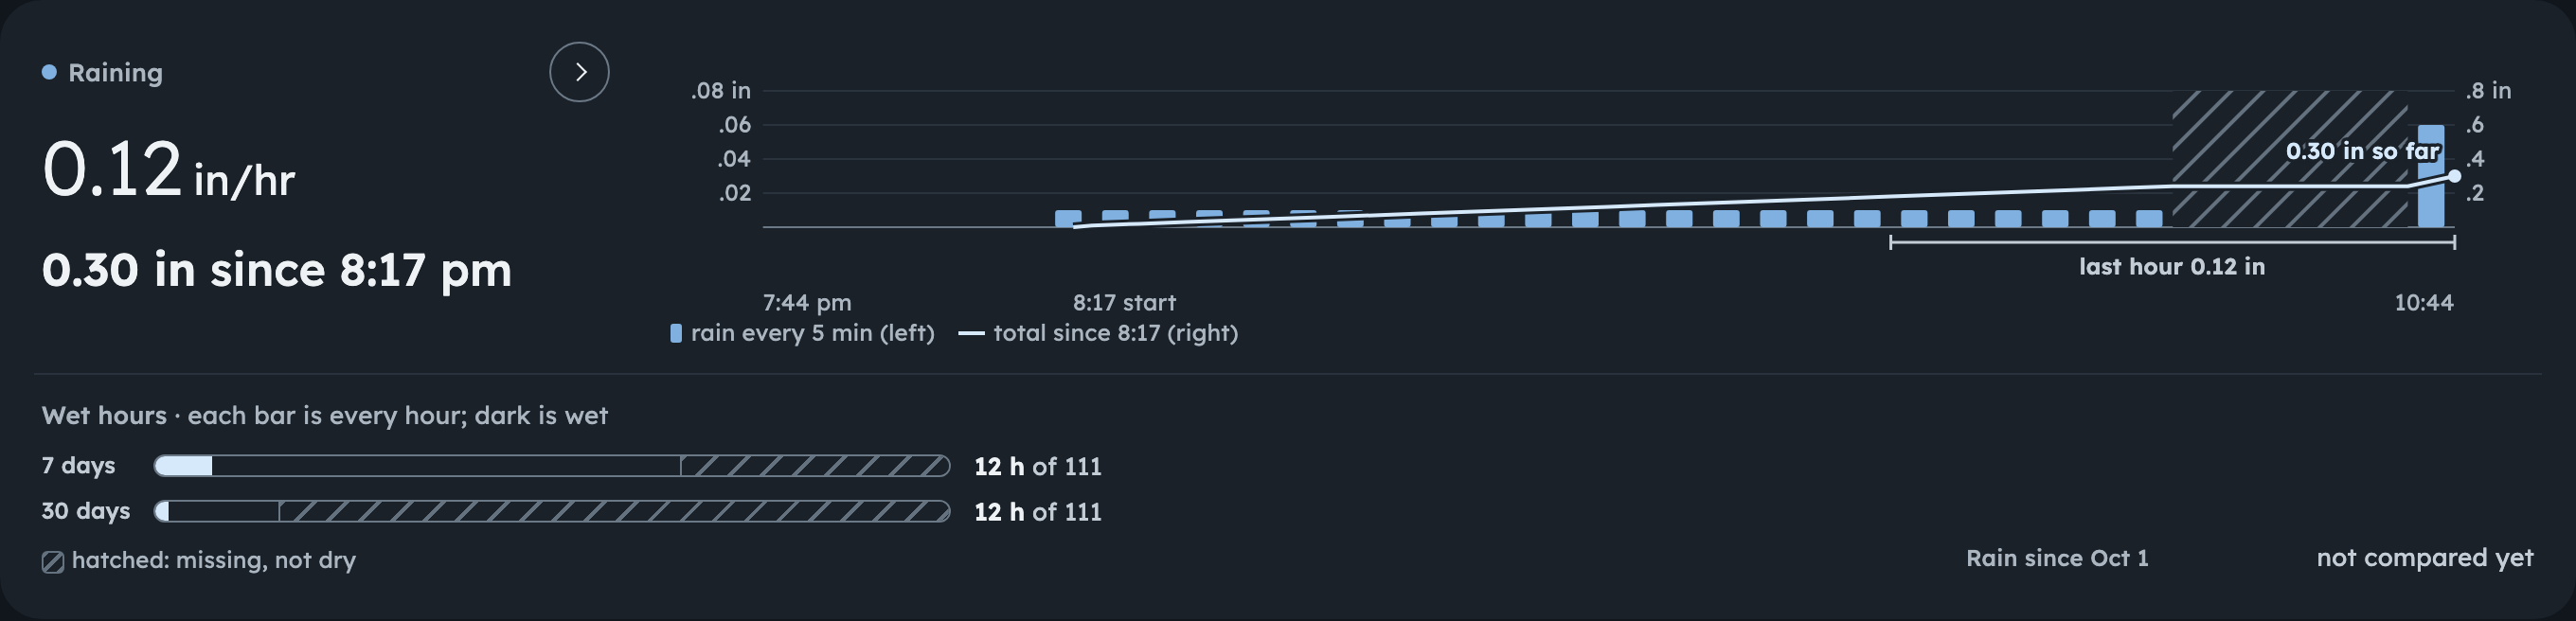 Raining
0.12 in/hr
0.30 in since 8:17 pm
.08 in
.06
.04
.02
.8 in
.6
.4
.2
0.30 in so far
last hour 0.12 in
7:44 pm
8:17 start
10:44
rain every 5 min (left)
total since 8:17 (right)
Wet hours · each bar is every hour; dark is wet
7 days
12 h of 111
30 days
12 h of 111
hatched: missing, not dry
Rain since Oct 1
not compared yet